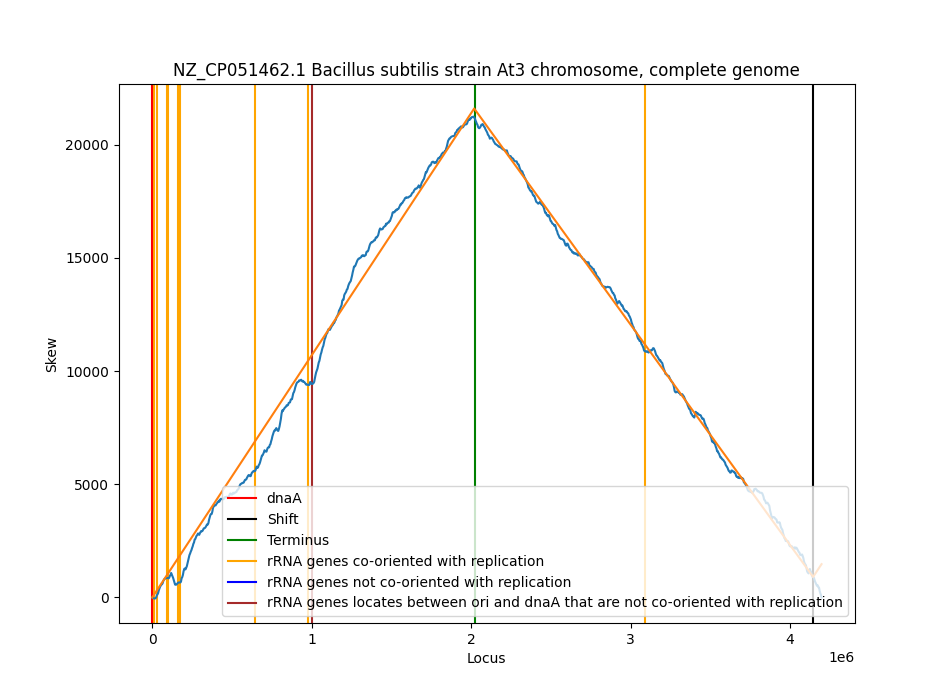 NZ_CP051462.1 Bacillus subtilis strain At3 chromosome, complete genome
Skew
20000
15000
10000
5000
0
dnaA
Shift
Terminus
rRNA genes co-oriented with replication
rRNA genes not co-oriented with replication
rRNA genes locates between ori and dnaA that are not co-oriented with replication
0 1 2 3 4
1e6
Locus